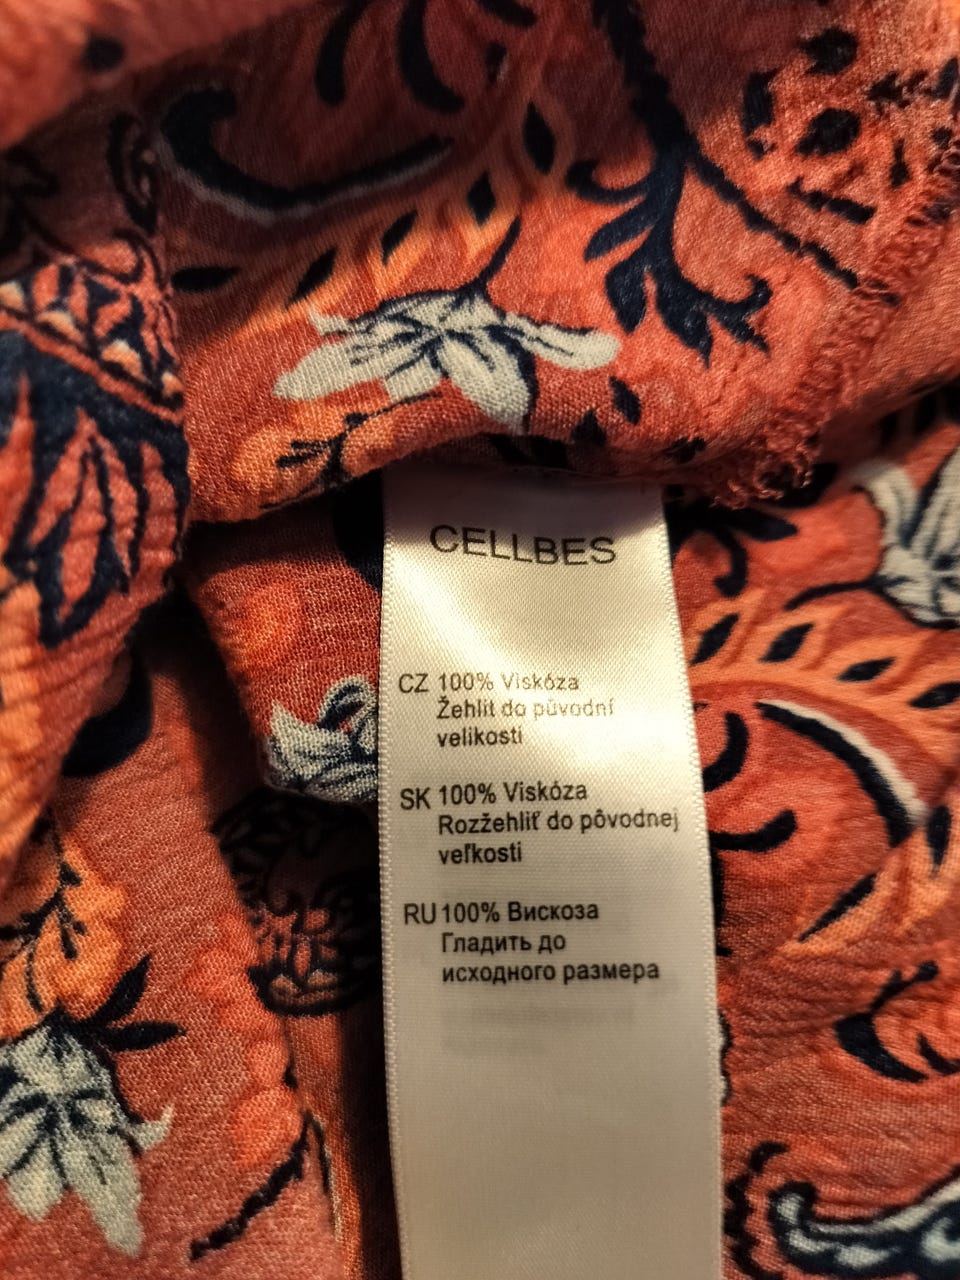 CELLBES
CZ 100% Viskóza
Žehlit do původní
velikosti
SK 100% Viskóza
Rozžehliť do pôvodnej
veľkosti
RU 100% Вискоза
Гладить до
исходного размера